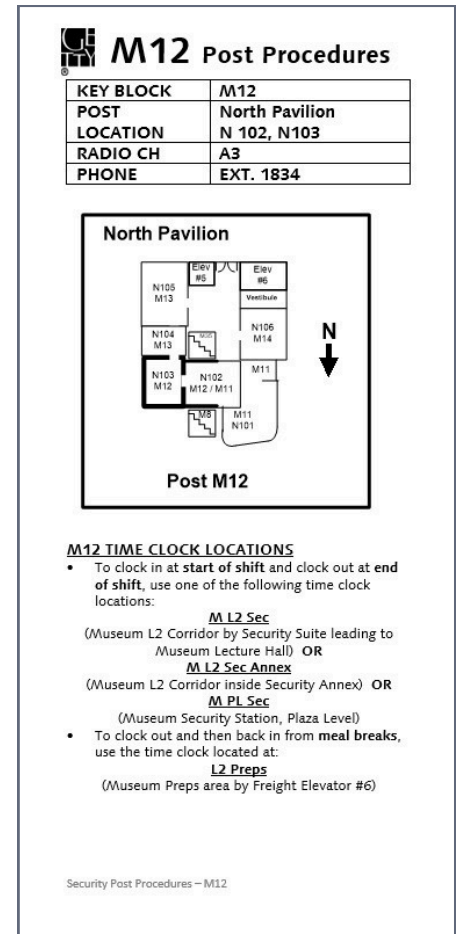 Getty
®
M12 Post Procedures
KEY BLOCK M12
POST North Pavilion
LOCATION N 102, N103
RADIO CH A3
PHONE EXT. 1834
North Pavilion
Elev
#5
Elev
#6
Vestibule
N105
M13
N104
M13
N106
M14
N
N103
M12
N102
M12 / M11
M11
M8
M11
N101
Post M12
M12 TIME CLOCK LOCATIONS
• To clock in at start of shift and clock out at end
of shift, use one of the following time clock
locations:
M L2 Sec
(Museum L2 Corridor by Security Suite leading to
Museum Lecture Hall) OR
M L2 Sec Annex
(Museum L2 Corridor inside Security Annex) OR
M PL Sec
(Museum Security Station, Plaza Level)
• To clock out and then back in from meal breaks,
use the time clock located at:
L2 Preps
(Museum Preps area by Freight Elevator #6)
Security Post Procedures – M12